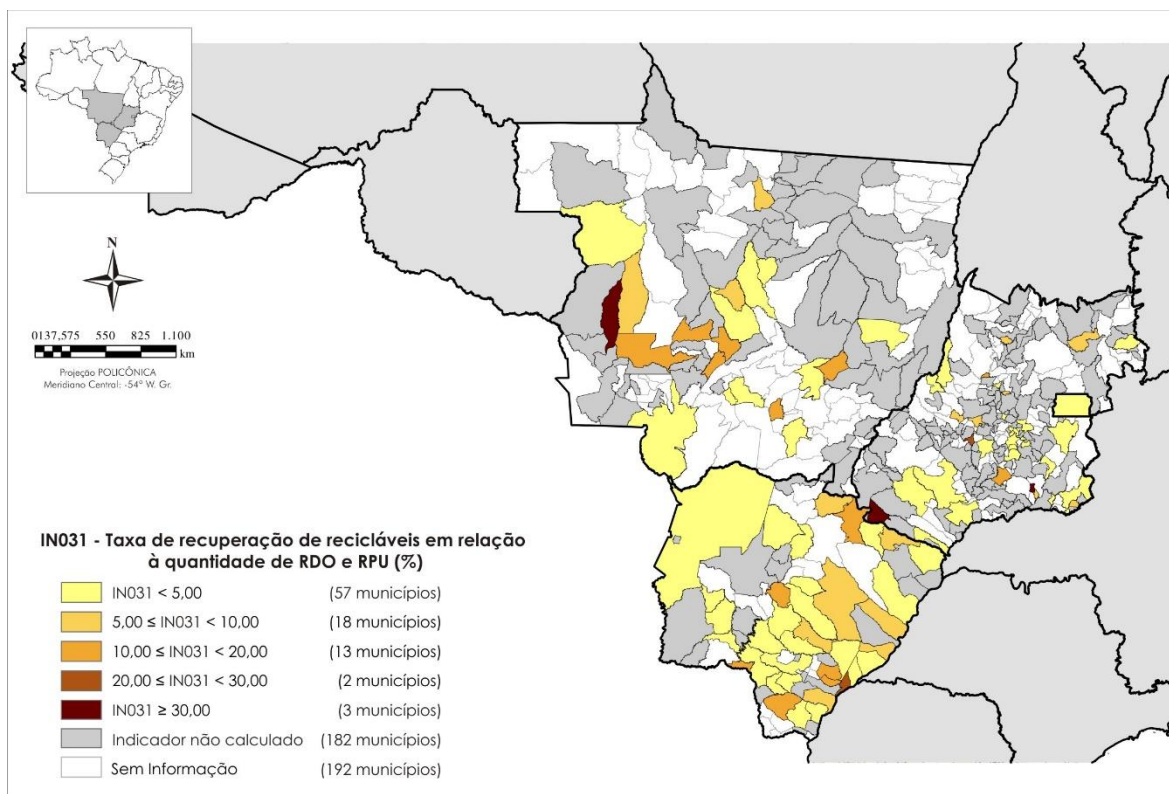 N
0137,575 550 825 1.100
km
Projeção POLICÔNICA
Meridiano Central: -54º W. Gr.
IN031 - Taxa de recuperação de recicláveis em relação
à quantidade de RDO e RPU (%)
IN031 < 5,00 (57 municípios)
5,00 ≤ IN031 < 10,00 (18 municípios)
10,00 ≤ IN031 < 20,00 (13 municípios)
20,00 ≤ IN031 < 30,00 (2 municípios)
IN031 ≥ 30,00 (3 municípios)
Indicador não calculado (182 municípios)
Sem Informação (192 municípios)